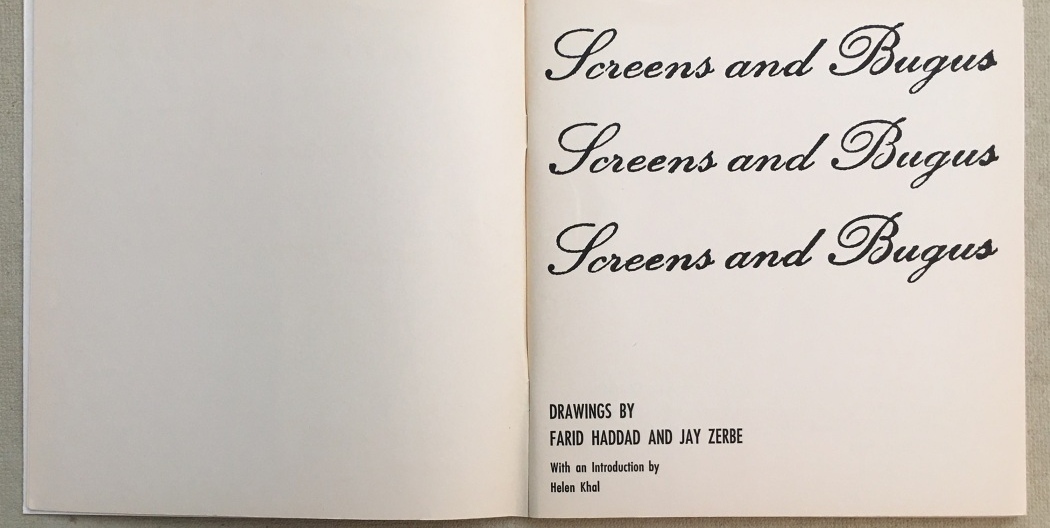 Screens and Bugus
Screens and Bugus
Screens and Bugus
DRAWINGS BY
FARID HADDAD AND JAY ZERBE
With an Introduction by
Helen Khal